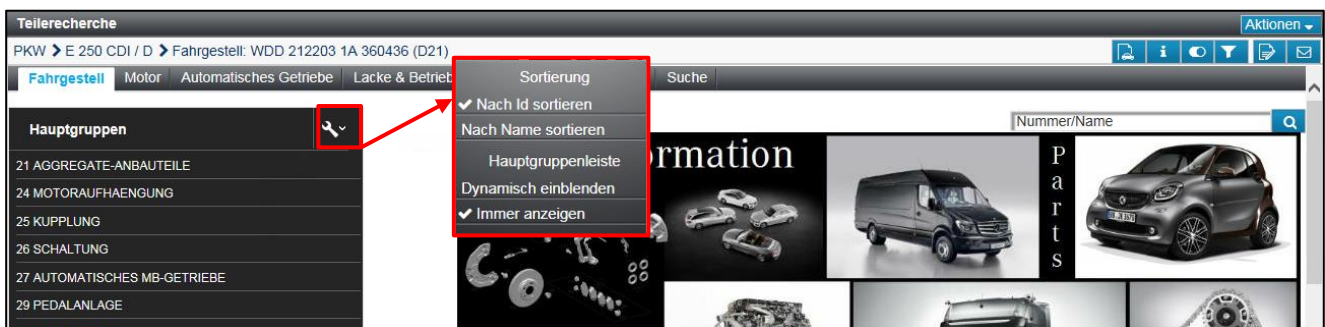 Teilerecherche
Aktionen
PKW > E 250 CDI / D > Fahrgestell: WDD 212203 1A 360436 (D21)
Fahrgestell Motor Automatisches Getriebe Lacke & Betrieb Suche
Sortierung
✔ Nach Id sortieren
Nach Name sortieren
Hauptgruppenleiste
Dynamisch einblenden
✔ Immer anzeigen
Hauptgruppen
Nummer/Name
21 AGGREGATE-ANBAUTEILE
24 MOTORAUFHAENGUNG
25 KUPPLUNG
26 SCHALTUNG
27 AUTOMATISCHES MB-GETRIEBE
29 PEDALANLAGE
rmation
Parts